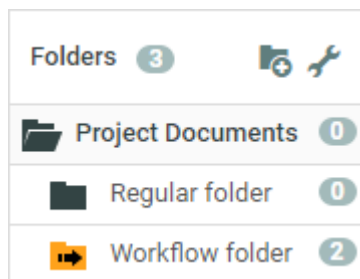 Folders 3
Project Documents 0
Regular folder 0
Workflow folder 2